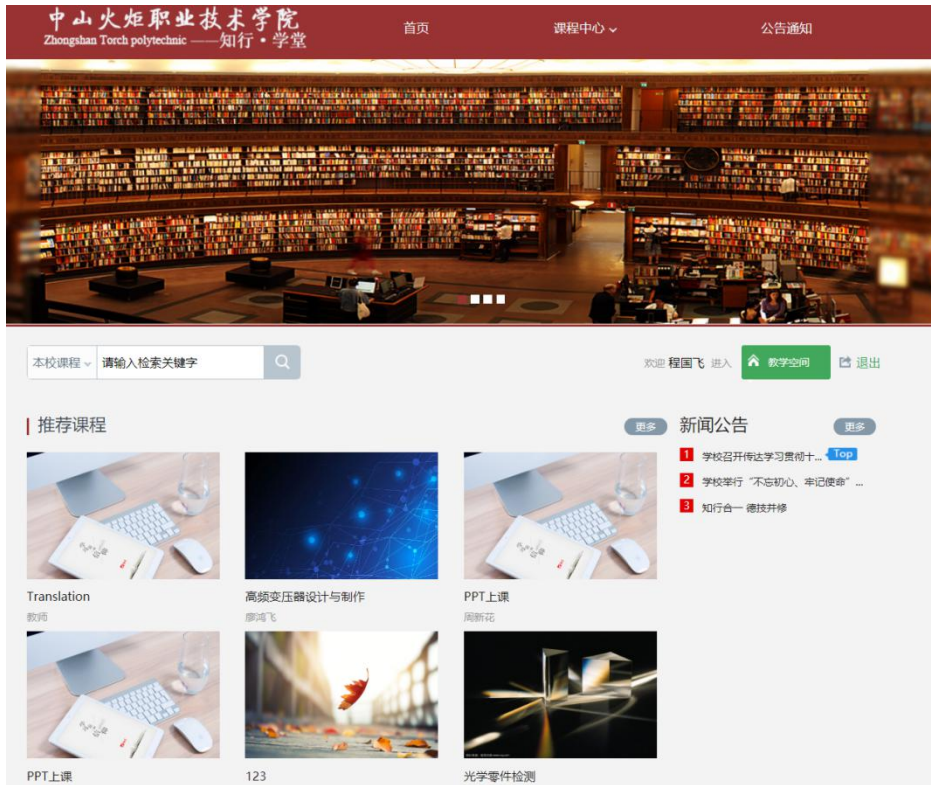 中山火炬职业技术学院
Zhongshan Torch polytechnic ——知行·学堂
首页
课程中心
公告通知
本校课程
请输入检索关键字
欢迎 程国飞 进入
教学空间
退出
推荐课程
更多
新闻公告
更多
1 学校召开传达学习贯彻十... Top
2 学校举行“不忘初心、牢记使命”...
3 知行合一 德技并修
Translation
教师
高频变压器设计与制作
廖鸿飞
PPT上课
周新花
PPT上课
123
光学零件检测